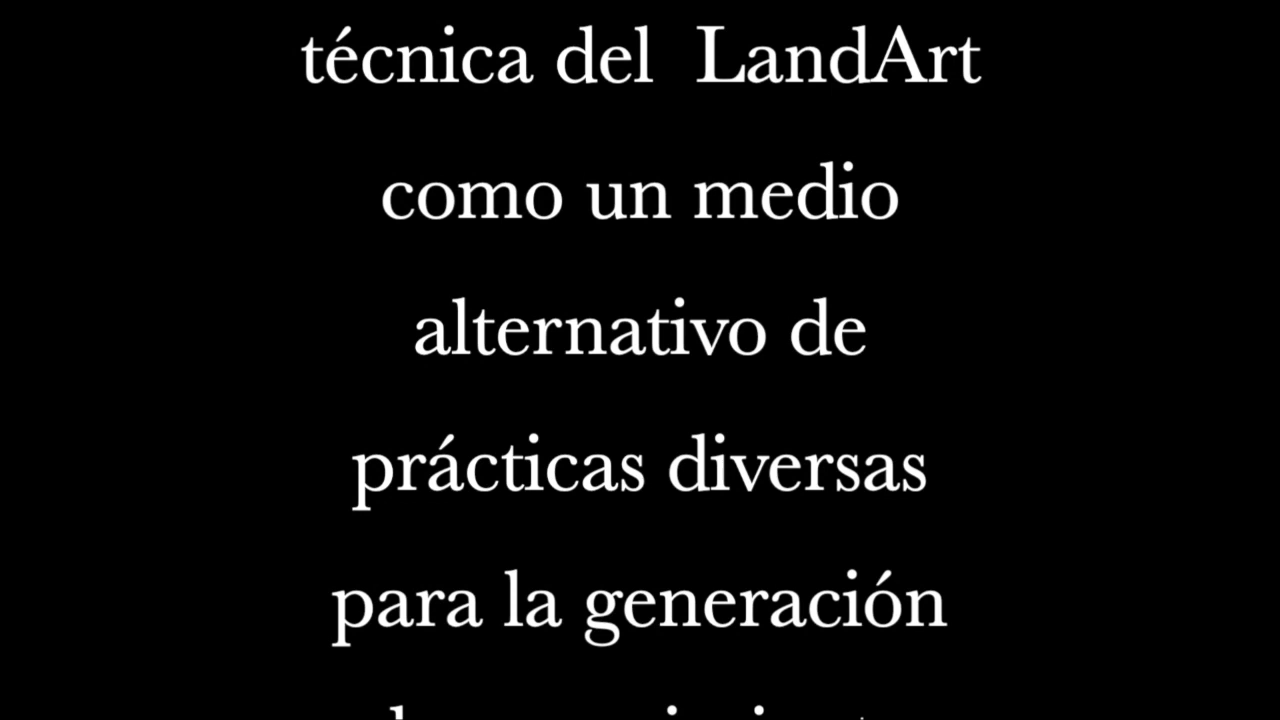 técnica del  LandArt
como un medio
alternativo de
prácticas diversas
para la generación